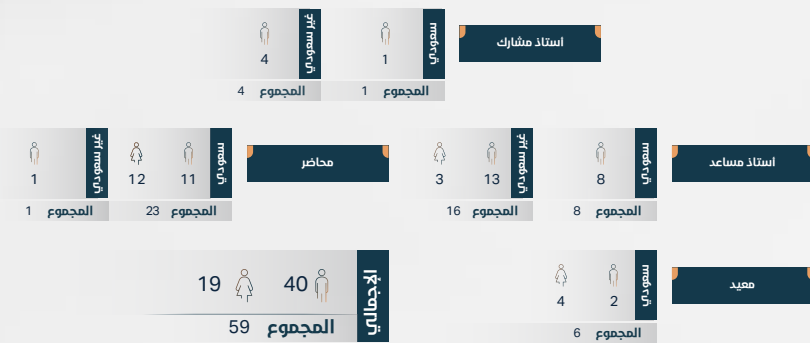 أستاذ مشارك
سعودي
1
المجموع 1
غير سعودي
4
المجموع 4
أستاذ مساعد
سعودي
8
المجموع 8
غير سعودي
13 3
المجموع 16
محاضر
سعودي
11 12
المجموع 23
غير سعودي
1
المجموع 1
معيد
سعودي
2 4
المجموع 6
الإجمالي
40 19
المجموع 59